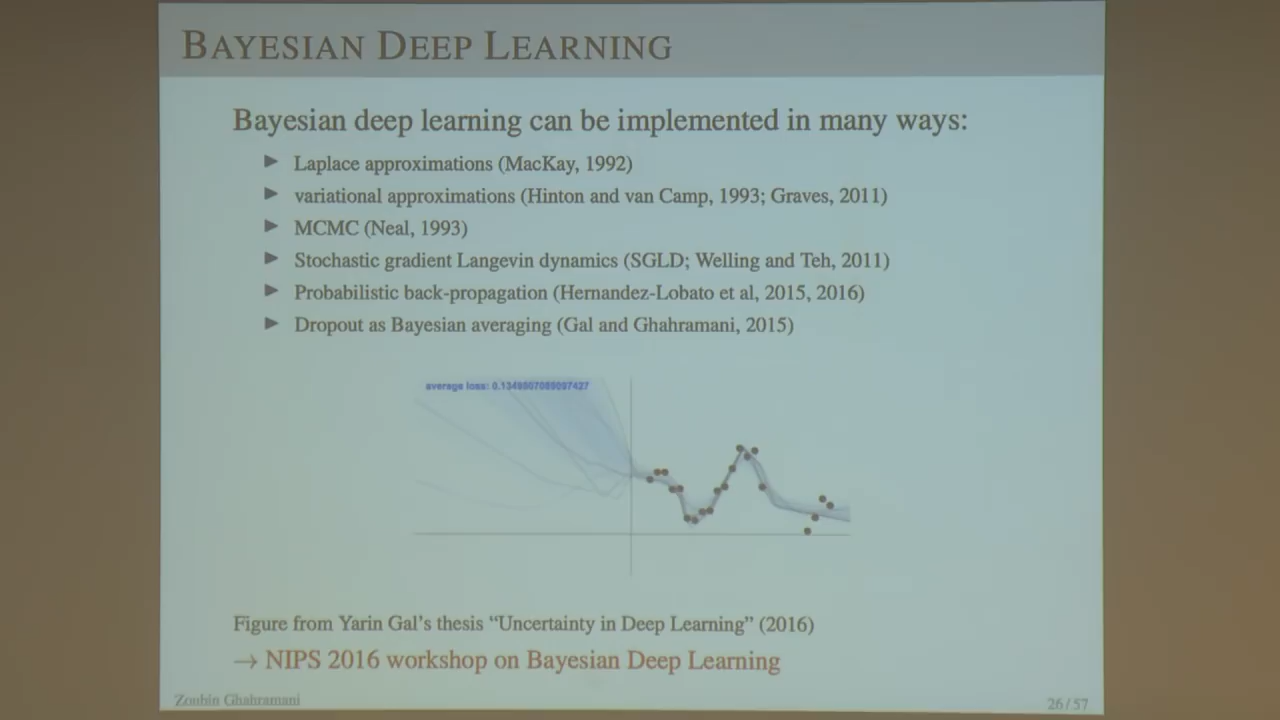 BAYESIAN DEEP LEARNING
Bayesian deep learning can be implemented in many ways:
Laplace approximations (MacKay, 1992)
variational approximations (Hinton and van Camp, 1993; Graves, 2011)
MCMC (Neal, 1993)
Stochastic gradient Langevin dynamics (SGLD; Welling and Teh, 2011)
Probabilistic back-propagation (Hernandez-Lobato et al, 2015, 2016)
Dropout as Bayesian averaging (Gal and Ghahramani, 2015)
average loss:
Figure from Yarin Gal's thesis “Uncertainty in Deep Learning” (2016)
→ NIPS 2016 workshop on Bayesian Deep Learning
Zoubin Ghahramani
26 / 57